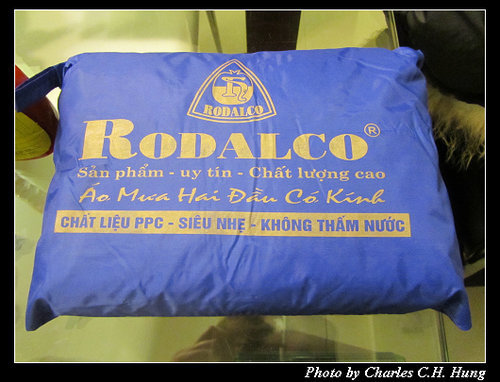 RODALCO
RODALCO®
Sản phẩm - uy tín - Chất lượng cao
Áo Mưa Hai Đầu Có Kính
CHẤT LIỆU PPC - SIÊU NHẸ - KHÔNG THẤM NƯỚC
Photo by Charles C.H. Hung